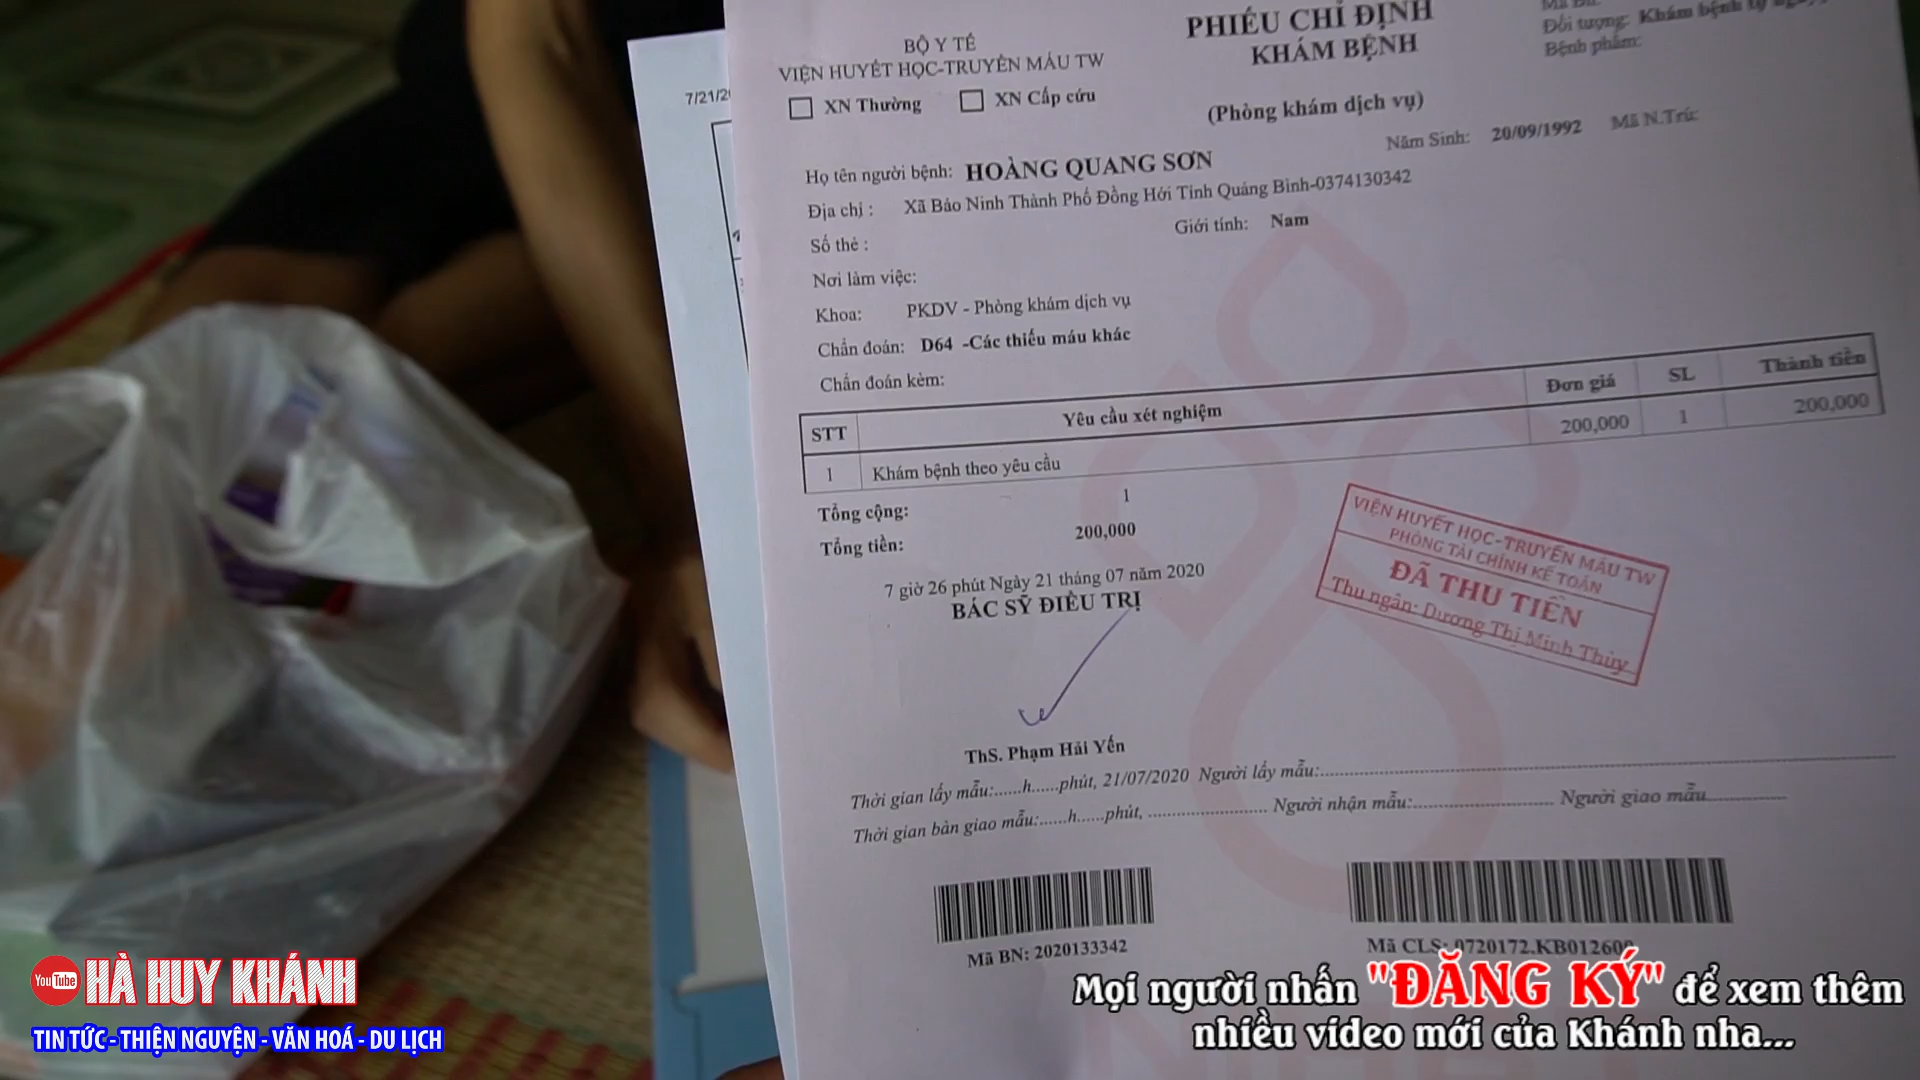 BỘ Y TẾ
VIỆN HUYẾT HỌC-TRUYỀN MÁU TW
XN Thường XN Cấp cứu
PHIẾU CHỈ ĐỊNH
KHÁM BỆNH
(Phòng khám dịch vụ)
Đối tượng: Khám bệnh
Bệnh phẩm:
7/21/20
Năm Sinh: 20/09/1992 Mã N.Trú:
Họ tên người bệnh: HOÀNG QUANG SƠN
Địa chỉ : Xã Bảo Ninh Thành Phố Đồng Hới Tỉnh Quảng Bình-0374130342
Số thẻ : Giới tính: Nam
Nơi làm việc:
Khoa: PKDV - Phòng khám dịch vụ
Chẩn đoán: D64 -Các thiếu máu khác
Chẩn đoán kèm:
STT Yêu cầu xét nghiệm Đơn giá SL Thành tiền
1 Khám bệnh theo yêu cầu 200,000 1 200,000
Tổng cộng: 1
Tổng tiền: 200,000
7 giờ 26 phút Ngày 21 tháng 07 năm 2020
BÁC SỸ ĐIỀU TRỊ
VIỆN HUYẾT HỌC-TRUYỀN MÁU TW
PHÒNG TÀI CHÍNH KẾ TOÁN
ĐÃ THU TIỀN
Thu ngân: Dương Thị Minh Thủy
ThS. Phạm Hải Yến
Thời gian lấy mẫu:......h......phút, 21/07/2020 Người lấy mẫu:
Thời gian bàn giao mẫu:......h......phút, Người nhận mẫu: Người giao mẫu
Mã BN: 2020133342
Mã CLS: 0720172.KB012600
YouTube HÀ HUY KHÁNH
TIN TỨC - THIỆN NGUYỆN - VĂN HOÁ - DU LỊCH
Mọi người nhấn "ĐĂNG KÝ" để xem thêm
nhiều video mới của Khánh nha...